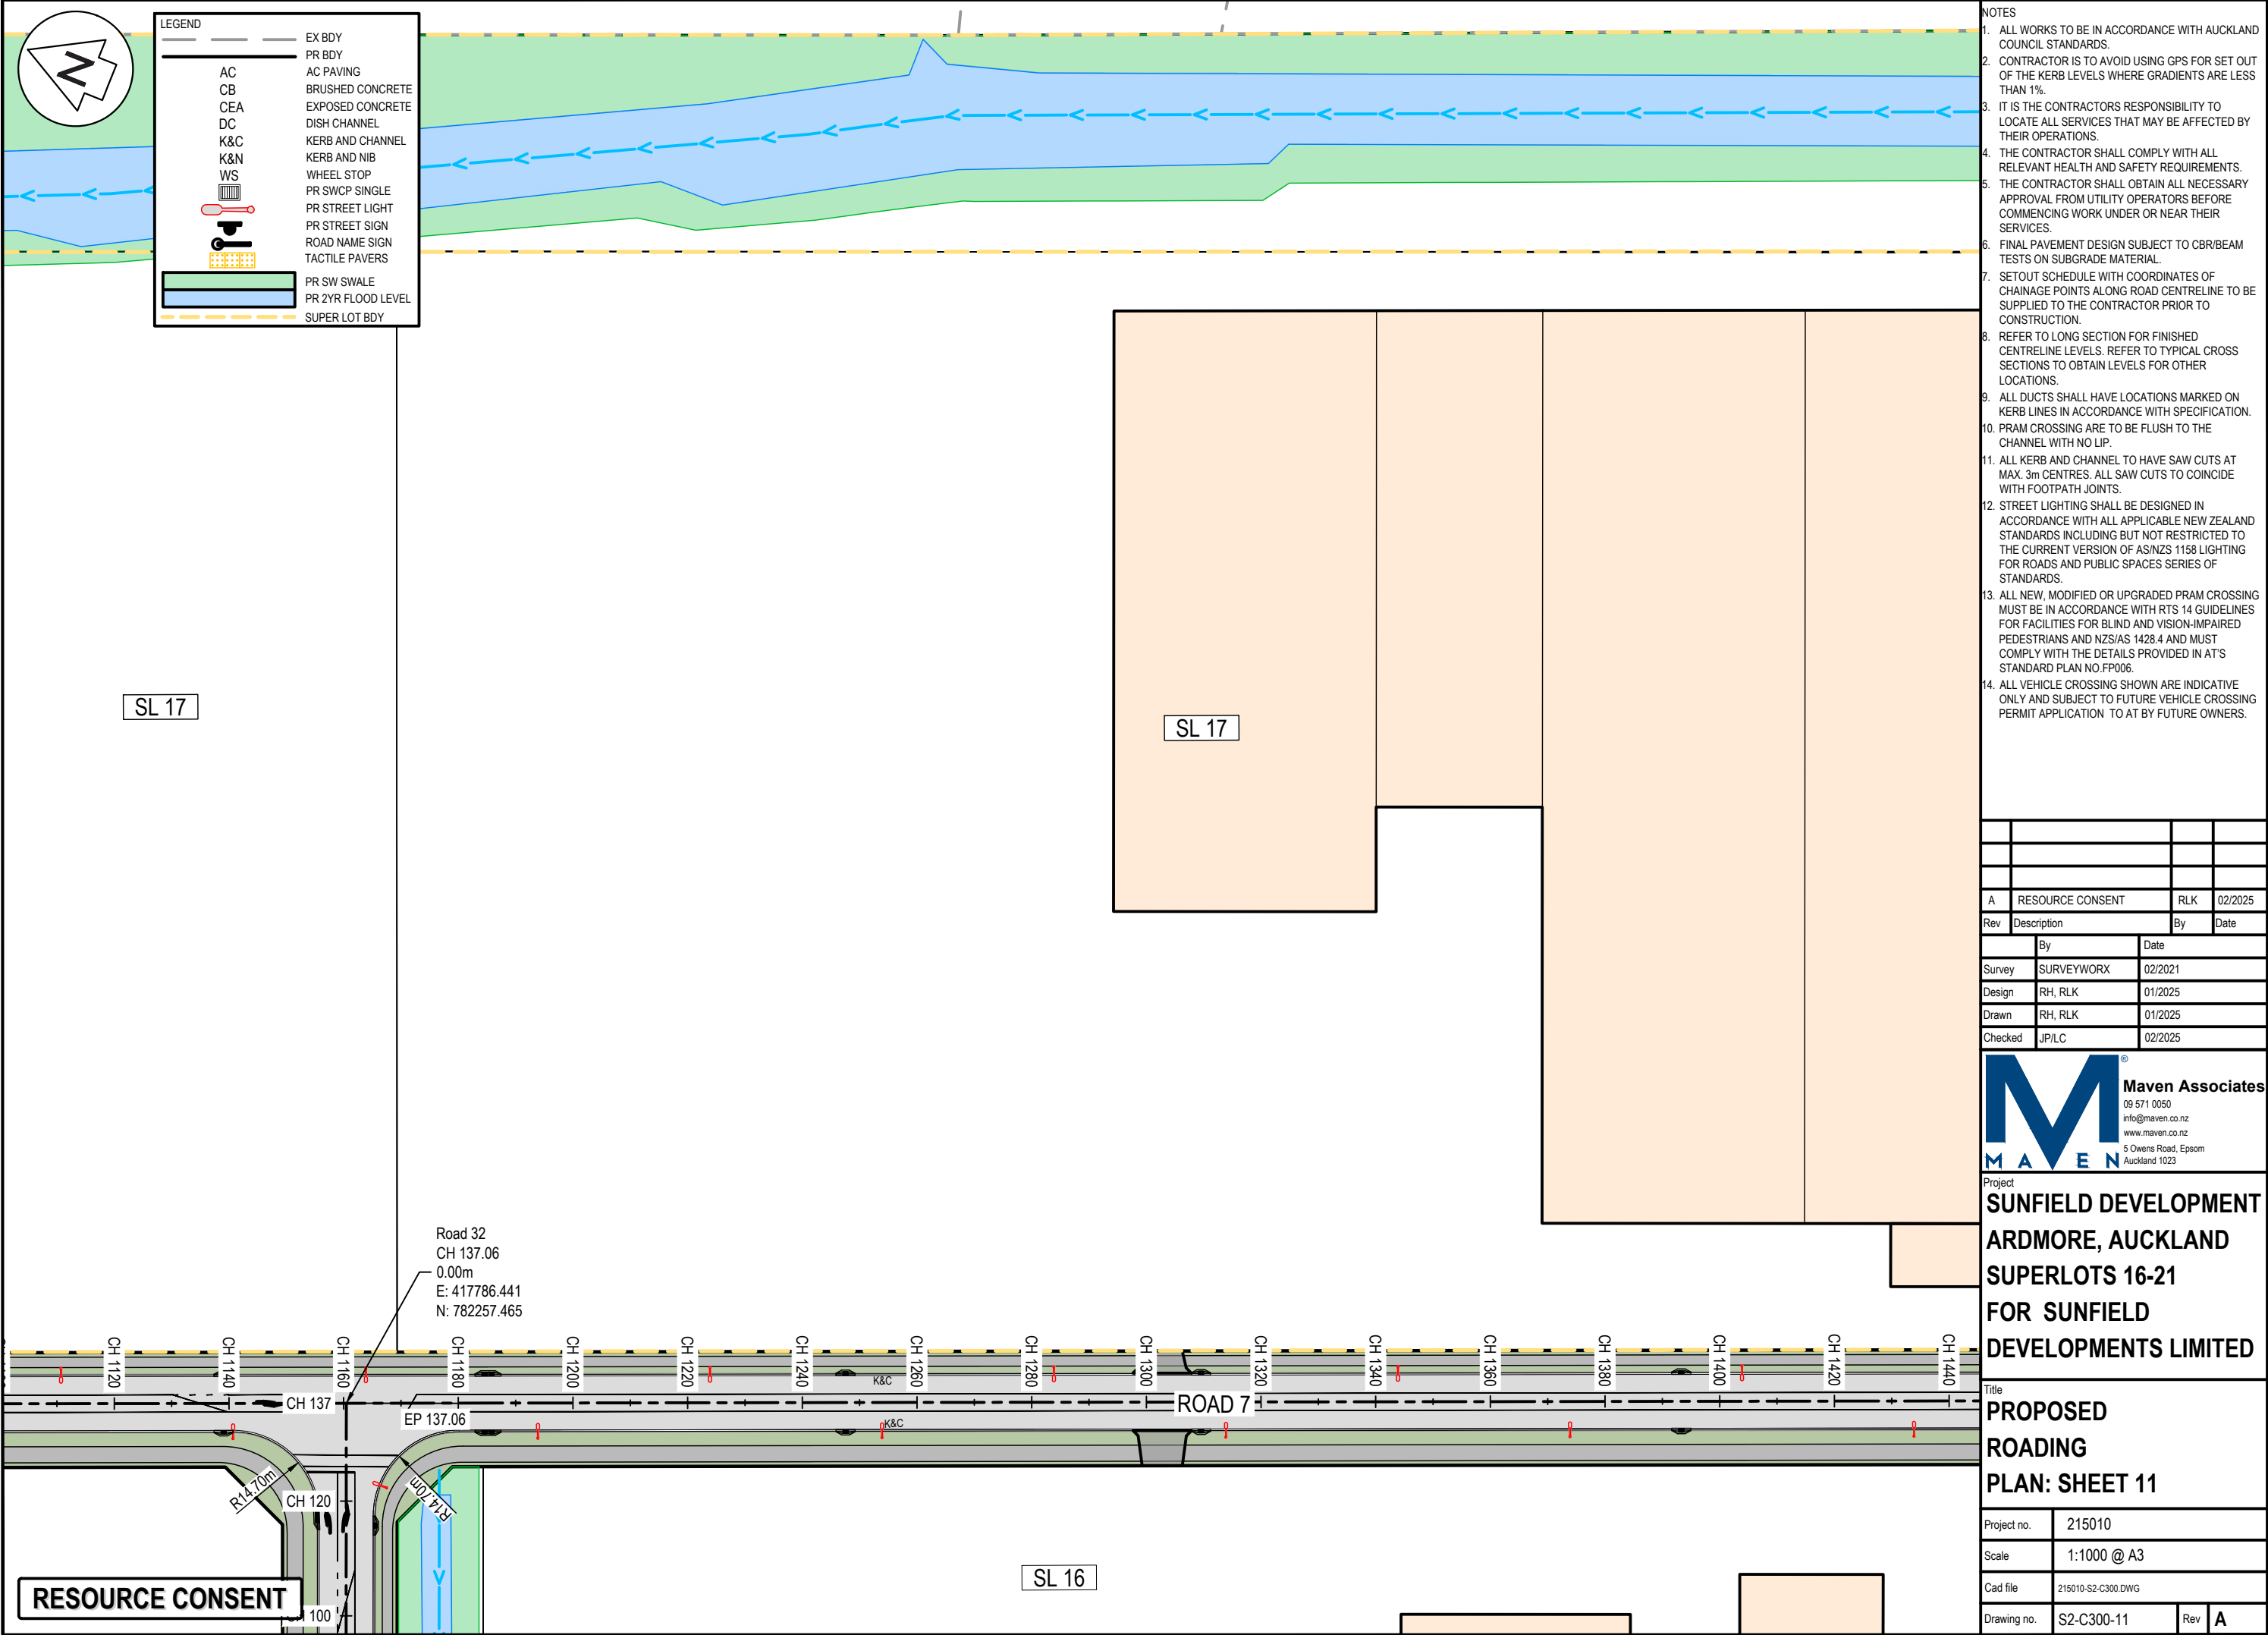 N
LEGEND
EX BDY
PR BDY
AC AC PAVING
CB BRUSHED CONCRETE
CEA EXPOSED CONCRETE
DC DISH CHANNEL
K&C KERB AND CHANNEL
K&N KERB AND NIB
WS WHEEL STOP
PR SWCP SINGLE
PR STREET LIGHT
PR STREET SIGN
ROAD NAME SIGN
TACTILE PAVERS
PR SW SWALE
PR 2YR FLOOD LEVEL
SUPER LOT BDY
SL 17
SL 17
Road 32
CH 137.06
0.00m
E: 417786.441
N: 782257.465
CH 1120
CH 1140
CH 1160
CH 1180
CH 1200
CH 1220
CH 1240
CH 1260
CH 1280
CH 1300
CH 1320
CH 1340
CH 1360
CH 1380
CH 1400
CH 1420
CH 1440
K&C
CH 137
EP 137.06
K&C
ROAD 7
R14.70m
R14.70m
CH 120
100
SL 16
RESOURCE CONSENT
NOTES
1. ALL WORKS TO BE IN ACCORDANCE WITH AUCKLAND
COUNCIL STANDARDS.
2. CONTRACTOR IS TO AVOID USING GPS FOR SET OUT
OF THE KERB LEVELS WHERE GRADIENTS ARE LESS
THAN 1%.
3. IT IS THE CONTRACTORS RESPONSIBILITY TO
LOCATE ALL SERVICES THAT MAY BE AFFECTED BY
THEIR OPERATIONS.
4. THE CONTRACTOR SHALL COMPLY WITH ALL
RELEVANT HEALTH AND SAFETY REQUIREMENTS.
5. THE CONTRACTOR SHALL OBTAIN ALL NECESSARY
APPROVAL FROM UTILITY OPERATORS BEFORE
COMMENCING WORK UNDER OR NEAR THEIR
SERVICES.
6. FINAL PAVEMENT DESIGN SUBJECT TO CBR/BEAM
TESTS ON SUBGRADE MATERIAL.
7. SETOUT SCHEDULE WITH COORDINATES OF
CHAINAGE POINTS ALONG ROAD CENTRELINE TO BE
SUPPLIED TO THE CONTRACTOR PRIOR TO
CONSTRUCTION.
8. REFER TO LONG SECTION FOR FINISHED
CENTRELINE LEVELS. REFER TO TYPICAL CROSS
SECTIONS TO OBTAIN LEVELS FOR OTHER
LOCATIONS.
9. ALL DUCTS SHALL HAVE LOCATIONS MARKED ON
KERB LINES IN ACCORDANCE WITH SPECIFICATION.
10. PRAM CROSSING ARE TO BE FLUSH TO THE
CHANNEL WITH NO LIP.
11. ALL KERB AND CHANNEL TO HAVE SAW CUTS AT
MAX. 3m CENTRES. ALL SAW CUTS TO COINCIDE
WITH FOOTPATH JOINTS.
12. STREET LIGHTING SHALL BE DESIGNED IN
ACCORDANCE WITH ALL APPLICABLE NEW ZEALAND
STANDARDS INCLUDING BUT NOT RESTRICTED TO
THE CURRENT VERSION OF AS/NZS 1158 LIGHTING
FOR ROADS AND PUBLIC SPACES SERIES OF
STANDARDS.
13. ALL NEW, MODIFIED OR UPGRADED PRAM CROSSING
MUST BE IN ACCORDANCE WITH RTS 14 GUIDELINES
FOR FACILITIES FOR BLIND AND VISION-IMPAIRED
PEDESTRIANS AND NZS/AS 1428.4 AND MUST
COMPLY WITH THE DETAILS PROVIDED IN AT'S
STANDARD PLAN NO.FP006.
14. ALL VEHICLE CROSSING SHOWN ARE INDICATIVE
ONLY AND SUBJECT TO FUTURE VEHICLE CROSSING
PERMIT APPLICATION TO AT BY FUTURE OWNERS.
A RESOURCE CONSENT RLK 02/2025
Rev Description By Date
By Date
Survey SURVEYWORX 02/2021
Design RH, RLK 01/2025
Drawn RH, RLK 01/2025
Checked JP/LC 02/2025
MAVEN
®
Maven Associates
09 571 0050
info@maven.co.nz
www.maven.co.nz
5 Owens Road, Epsom
Auckland 1023
Project
SUNFIELD DEVELOPMENT
ARDMORE, AUCKLAND
SUPERLOTS 16-21
FOR SUNFIELD
DEVELOPMENTS LIMITED
Title
PROPOSED
ROADING
PLAN: SHEET 11
Project no. 215010
Scale 1:1000 @ A3
Cad file 215010-S2-C300.DWG
Drawing no. S2-C300-11 Rev A